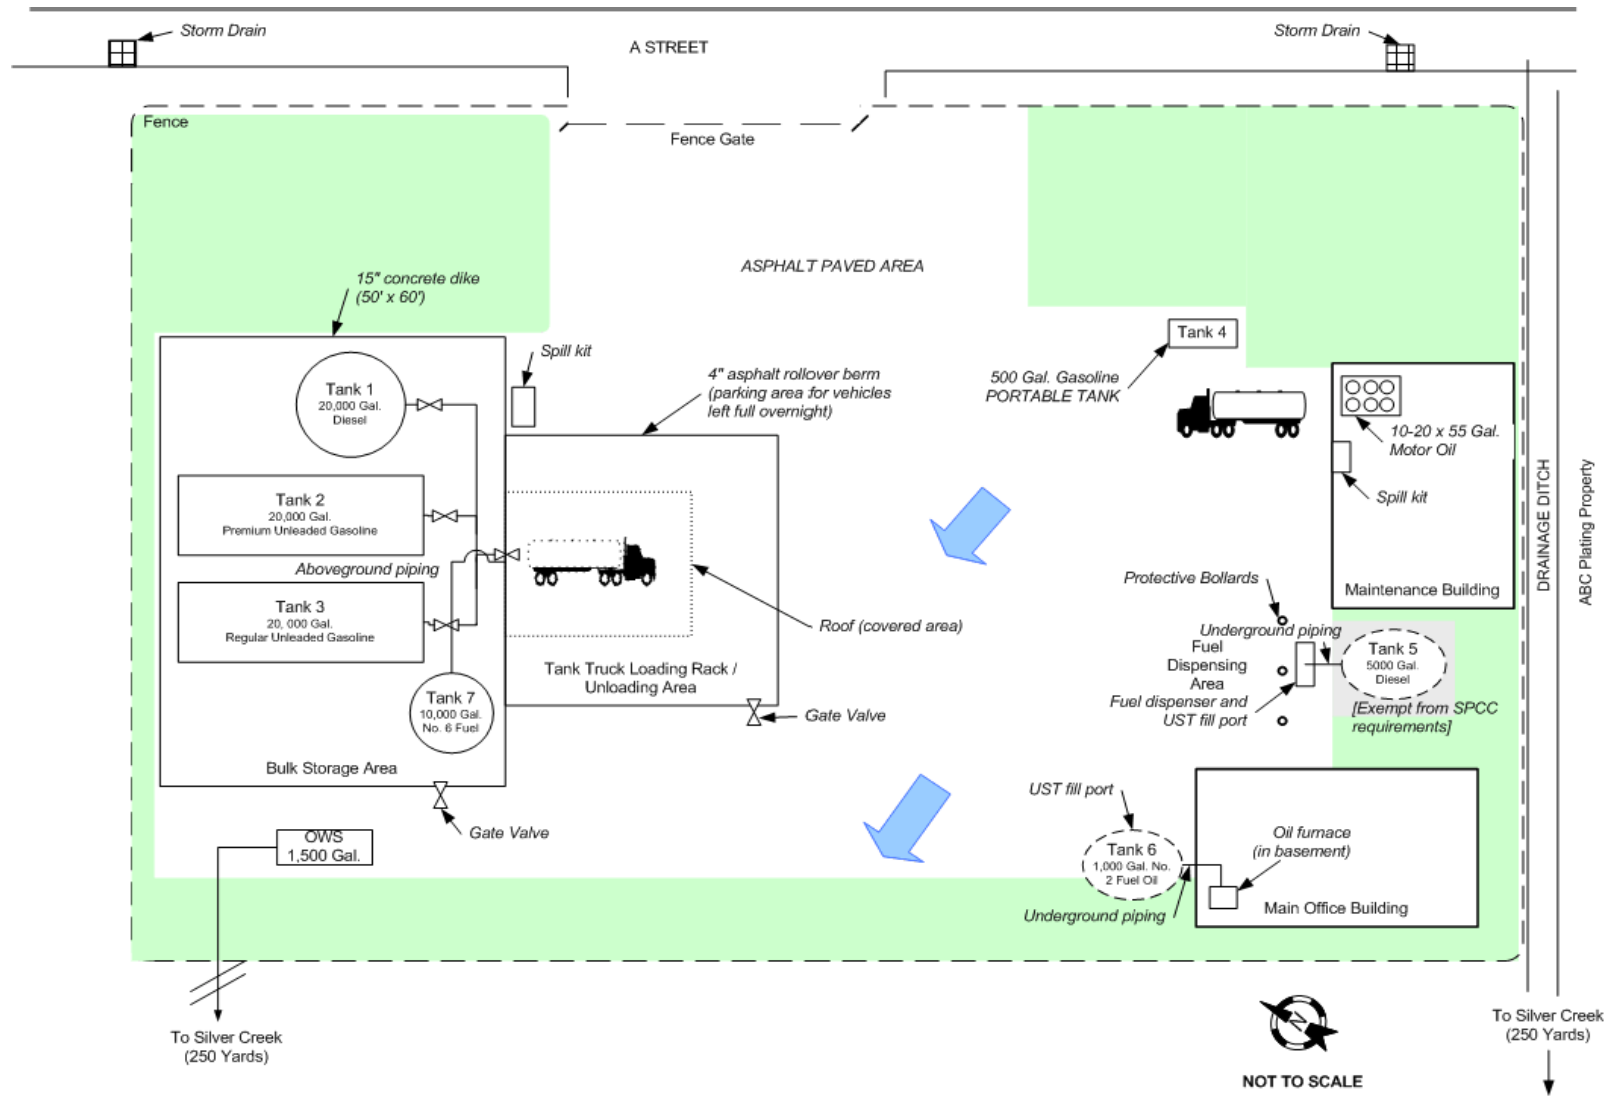 Storm Drain
A STREET
Storm Drain
Fence
Fence Gate
ASPHALT PAVED AREA
15" concrete dike
(50' x 60')
Spill kit
4" asphalt rollover berm
(parking area for vehicles
left full overnight)
Tank 1
20,000 Gal.
Diesel
Tank 2
20,000 Gal.
Premium Unleaded Gasoline
Aboveground piping
Tank 3
20, 000 Gal.
Regular Unleaded Gasoline
Tank 7
10,000 Gal.
No. 6 Fuel
Bulk Storage Area
Gate Valve
OWS
1,500 Gal.
To Silver Creek
(250 Yards)
Roof (covered area)
Tank Truck Loading Rack /
Unloading Area
Gate Valve
Tank 4
500 Gal. Gasoline
PORTABLE TANK
10-20 x 55 Gal.
Motor Oil
Spill kit
Maintenance Building
DRAINAGE DITCH
ABC Plating Property
Protective Bollards
Underground piping
Fuel
Dispensing
Area
Fuel dispenser and
UST fill port
Tank 5
5000 Gal.
Diesel
[Exempt from SPCC
requirements]
UST fill port
Tank 6
1,000 Gal. No.
2 Fuel Oil
Underground piping
Oil furnace
(in basement)
Main Office Building
N
NOT TO SCALE
To Silver Creek
(250 Yards)